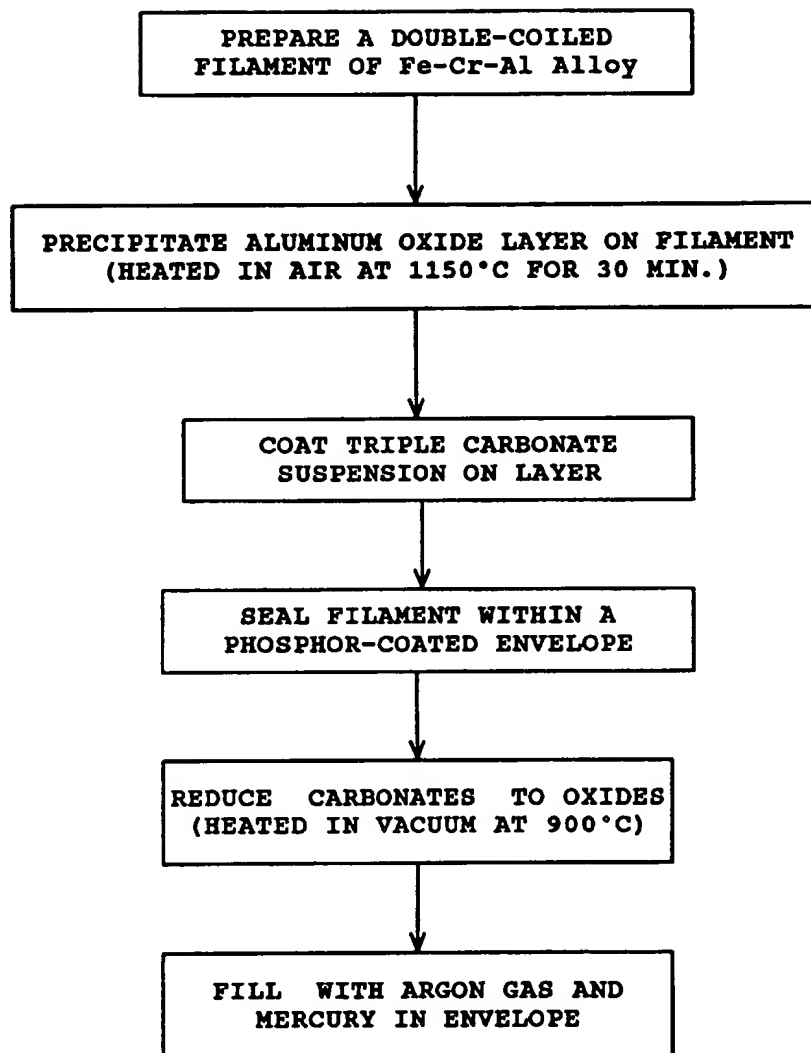 PREPARE A DOUBLE-COILED
FILAMENT OF Fe-Cr-Al Alloy
PRECIPITATE ALUMINUM OXIDE LAYER ON FILAMENT
(HEATED IN AIR AT 1150°C FOR 30 MIN.)
COAT TRIPLE CARBONATE
SUSPENSION ON LAYER
SEAL FILAMENT WITHIN A
PHOSPHOR-COATED ENVELOPE
REDUCE CARBONATES TO OXIDES
(HEATED IN VACUUM AT 900°C)
FILL WITH ARGON GAS AND
MERCURY IN ENVELOPE